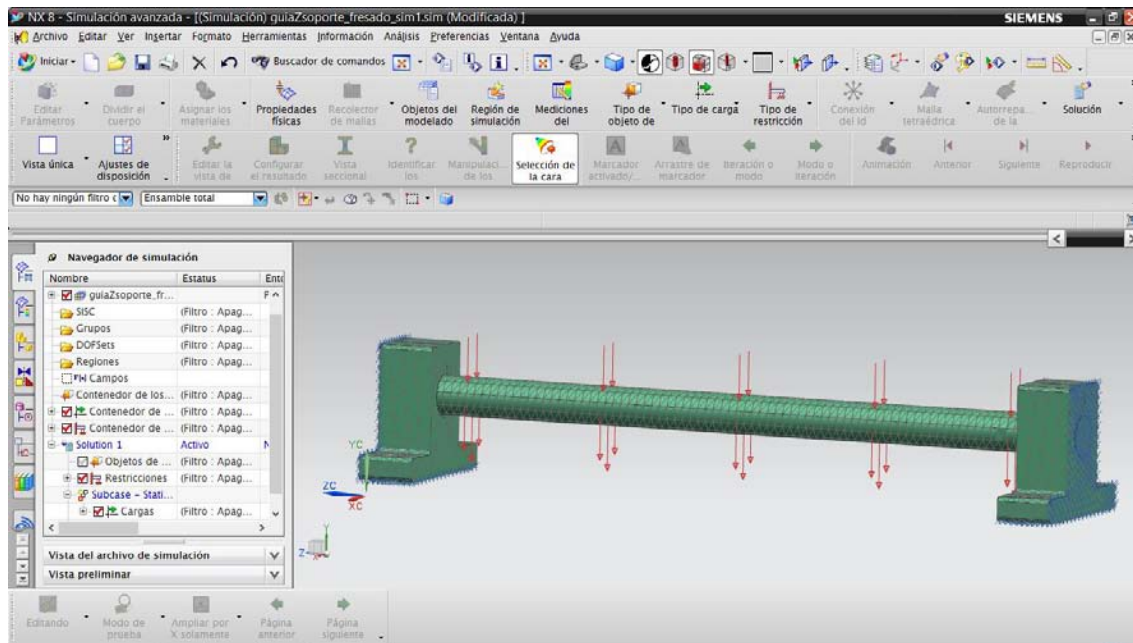 NX 8 - Simulación avanzada - [(Simulación) guiaZsoporte_fresado_sim1.sim (Modificada) ]
SIEMENS
Archivo Editar Ver Insertar Formato Herramientas Información Análisis Preferencias Ventana Ayuda
Iniciar
Buscador de comandos
Editar Parámetros
Dividir el cuerpo
Asignar los materiales
Propiedades físicas
Recolector de mallas
Objetos del modelado
Región de simulación
Mediciones del
Tipo de objeto de
Tipo de carga
Tipo de restricción
Conexión del 1d
Malla tetraédrica
Autorrepa... de la
Solución
Vista única
Ajustes de disposición
Editar la vista de
Configurar el resultado
Vista seccional
Identificar los
Manipulaci... de los
Selección de la cara
Marcador activado/...
Arrastre de marcador
Iteración o modo
Modo o iteración
Animación
Anterior
Siguiente
Reproducir
No hay ningún filtro c
Ensamble total
Navegador de simulación
Nombre Estatus Ento
guiaZsoporte_fr... F
SISC (Filtro : Apag...
Grupos (Filtro : Apag...
DOFSets (Filtro : Apag...
Regiones (Filtro : Apag...
Campos
Contenedor de los... (Filtro : Apag...
Contenedor de ... (Filtro : Apag...
Contenedor de ... (Filtro : Apag...
Solution 1 Activo N
Objetos de ... (Filtro : Apag...
Restricciones (Filtro : Apag...
Subcase - Stati...
Cargas (Filtro : Apag...
Vista del archivo de simulación
Vista preliminar
YC
ZC
XC
Y
Z
Editando
Modo de prueba
Ampliar por X solamente
Página anterior
Página siguiente